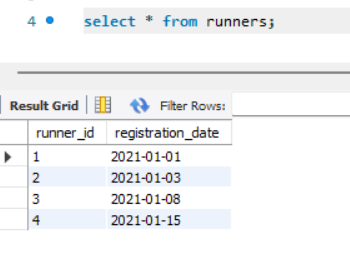 4 select * from runners;
Result Grid Filter Rows:
runner_id registration_date
1 2021-01-01
2 2021-01-03
3 2021-01-08
4 2021-01-15